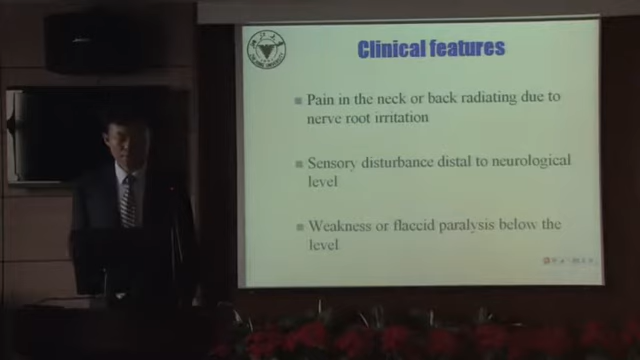 Clinical features
Pain in the neck or back radiating due to
nerve root irritation
Sensory disturbance distal to neurological
level
Weakness or flaccid paralysis below the
level